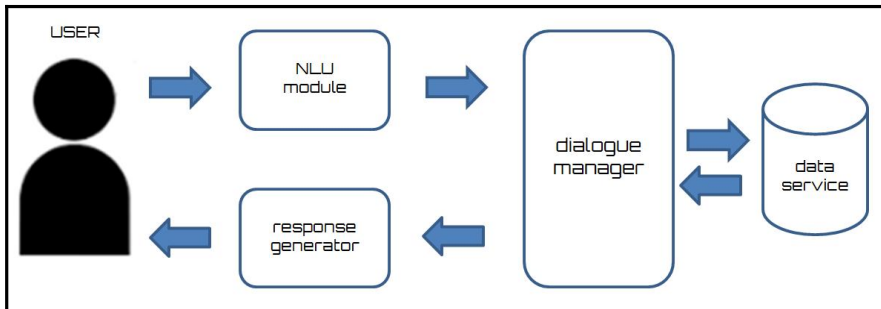 USER
NLU
module
dialogue
manager
data
service
response
generator